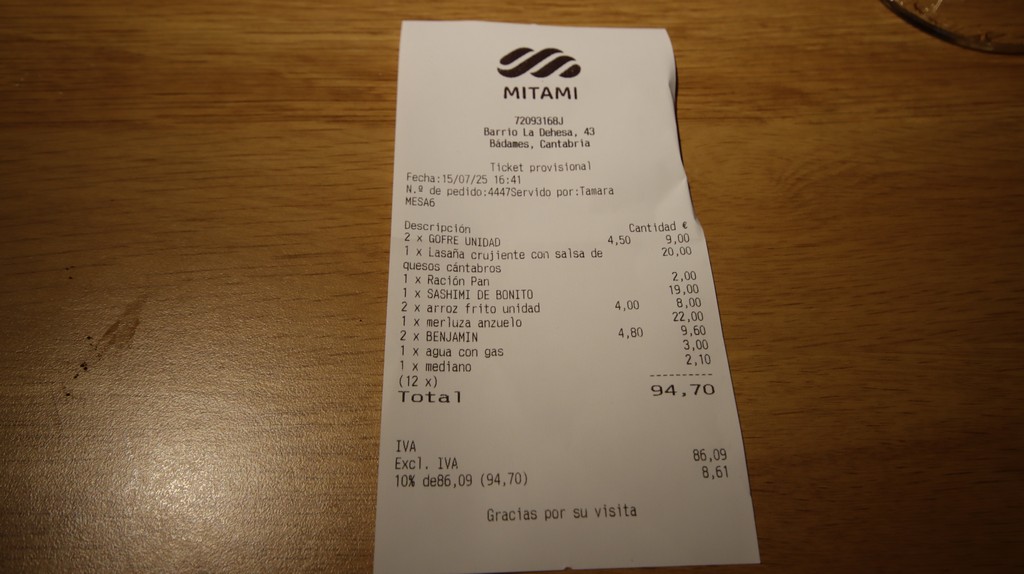 MITAMI
72093168J
Barrio La Dehesa, 43
Bádames, Cantabria
Ticket provisional
Fecha:15/07/25 16:41
N.º de pedido:4447Servido por:Tamara
MESA6
Descripción Cantidad €
2 x GOFRE UNIDAD 4,50 9,00
1 x Lasaña crujiente con salsa de 20,00
quesos cántabros
1 x Ración Pan 2,00
1 x SASHIMI DE BONITO 19,00
2 x arroz frito unidad 4,00 8,00
1 x merluza anzuelo 22,00
2 x BENJAMIN 4,80 9,60
1 x agua con gas 3,00
1 x mediano 2,10
(12 x) ----------
Total 94,70
IVA
Excl. IVA 86,09
10% de86,09 (94,70) 8,61
Gracias por su visita